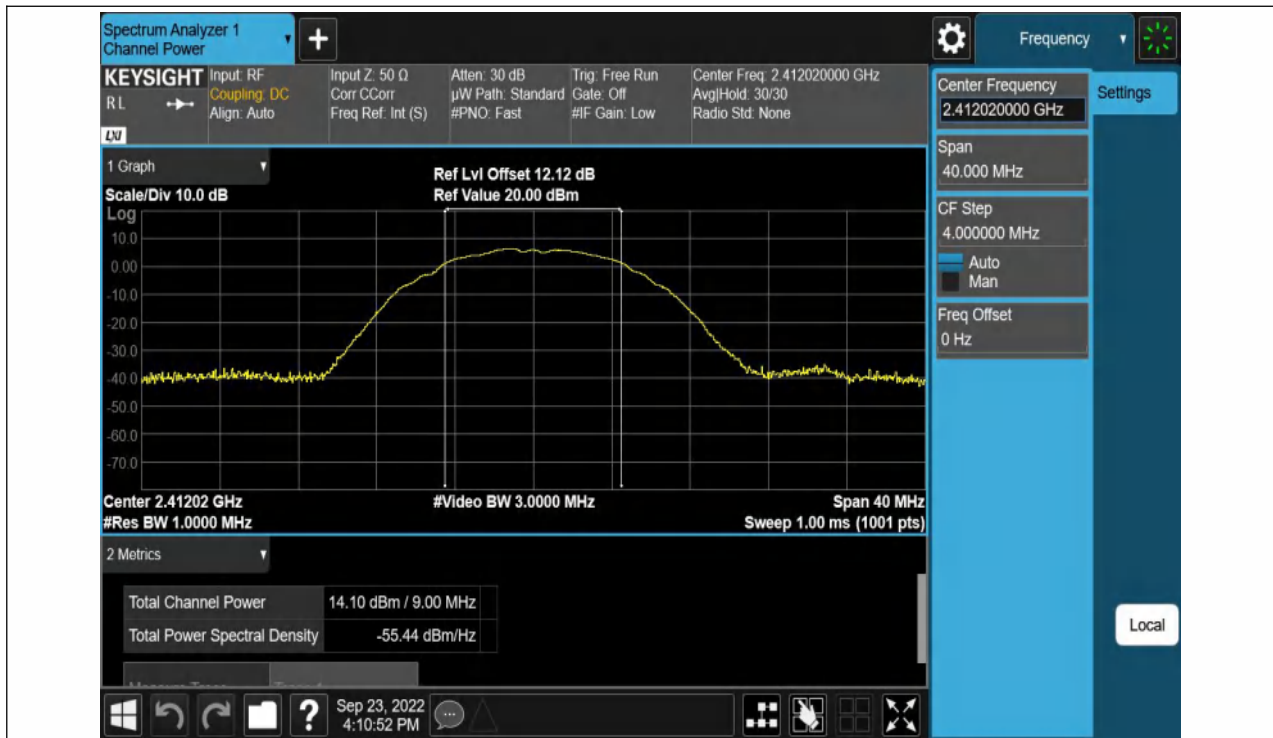 Spectrum Analyzer 1
Channel Power
Frequency
KEYSIGHT
RL
LXI
Input: RF
Coupling: DC
Align: Auto
Input Z: 50 Ω
Corr CCorr
Freq Ref: Int (S)
Atten: 30 dB
µW Path: Standard
#PNO: Fast
Trig: Free Run
Gate: Off
#IF Gain: Low
Center Freq: 2.412020000 GHz
Avg|Hold: 30/30
Radio Std: None
Center Frequency
2.412020000 GHz
Settings
Span
40.000 MHz
CF Step
4.000000 MHz
Auto
Man
Freq Offset
0 Hz
Local
1 Graph
Scale/Div 10.0 dB
Ref Lvl Offset 12.12 dB
Ref Value 20.00 dBm
Log
10.0
0.00
-10.0
-20.0
-30.0
-40.0
-50.0
-60.0
-70.0
Center 2.41202 GHz
#Video BW 3.0000 MHz
Span 40 MHz
#Res BW 1.0000 MHz
Sweep 1.00 ms (1001 pts)
2 Metrics
Total Channel Power 14.10 dBm / 9.00 MHz
Total Power Spectral Density -55.44 dBm/Hz
?
Sep 23, 2022
4:10:52 PM